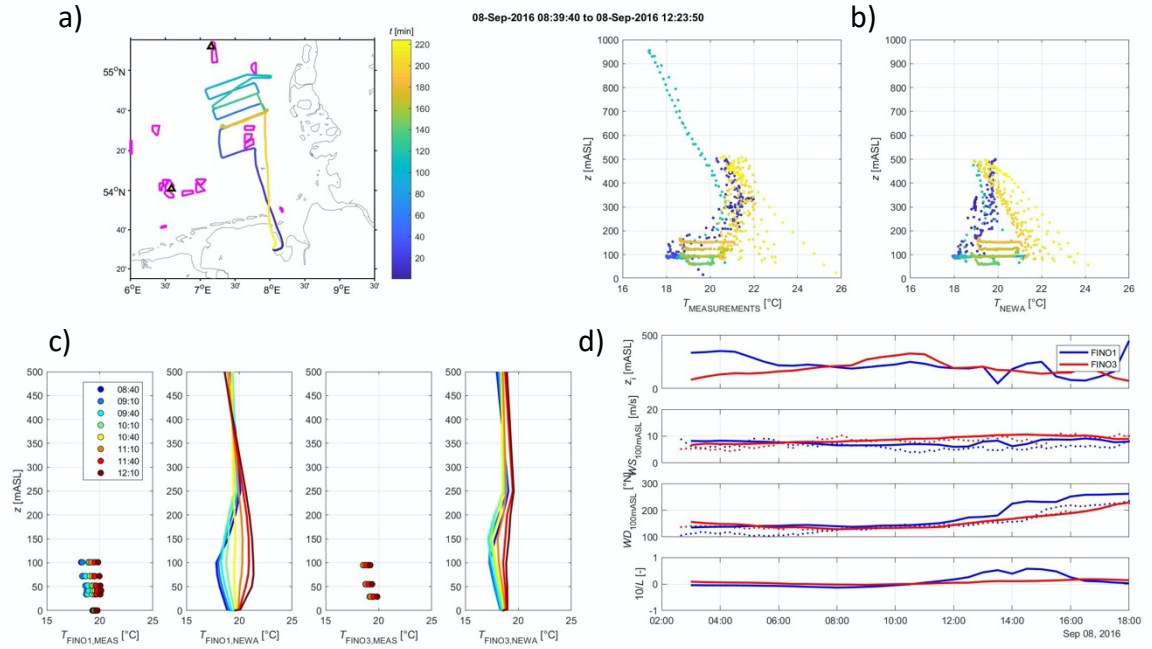 08-Sep-2016 08:39:40 to 08-Sep-2016 12:23:50
a)
t [min]
55°N
40'
20'
54°N
40'
20'
6°E 30' 7°E 30' 8°E 30' 9°E 30'
220
200
180
160
140
120
100
80
60
40
20
z [mASL]
1000
900
800
700
600
500
400
300
200
100
0
16 18 20 22 24 26
T_MEASUREMENTS [°C]
b)
z [mASL]
1000
900
800
700
600
500
400
300
200
100
0
16 18 20 22 24 26
T_NEWA [°C]
c)
z [mASL]
500
450
400
350
300
250
200
150
100
50
0
08:40
09:10
09:40
10:10
10:40
11:10
11:40
12:10
15 20 25
T_FINO1,MEAS [°C]
15 20 25
T_FINO1,NEWA [°C]
15 20 25
T_FINO3,MEAS [°C]
15 20 25
T_FINO3,NEWA [°C]
d)
z_i [mASL]
500
0
FINO1
FINO3
WS_100mASL [m/s]
20
10
0
WD_100mASL [°N]
300
200
100
10/L [-]
1
0
-1
02:00 04:00 06:00 08:00 10:00 12:00 14:00 16:00 18:00
Sep 08, 2016